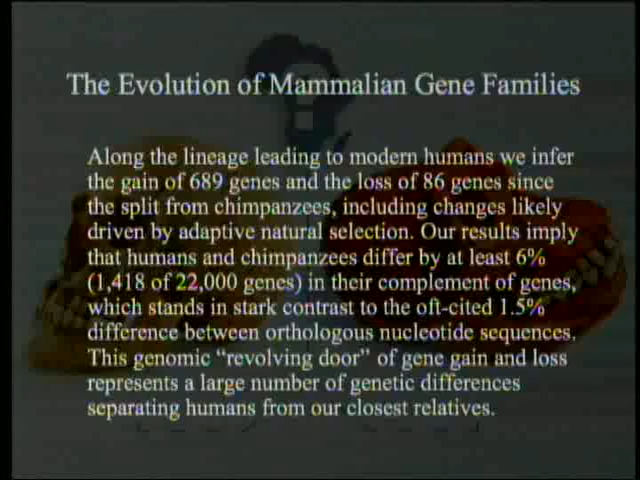 The Evolution of Mammalian Gene Families
Along the lineage leading to modern humans we infer
the gain of 689 genes and the loss of 86 genes since
the split from chimpanzees, including changes likely
driven by adaptive natural selection. Our results imply
that humans and chimpanzees differ by at least 6%
(1,418 of 22,000 genes) in their complement of genes,
which stands in stark contrast to the oft-cited 1.5%
difference between orthologous nucleotide sequences.
This genomic “revolving door” of gene gain and loss
represents a large number of genetic differences
separating humans from our closest relatives.